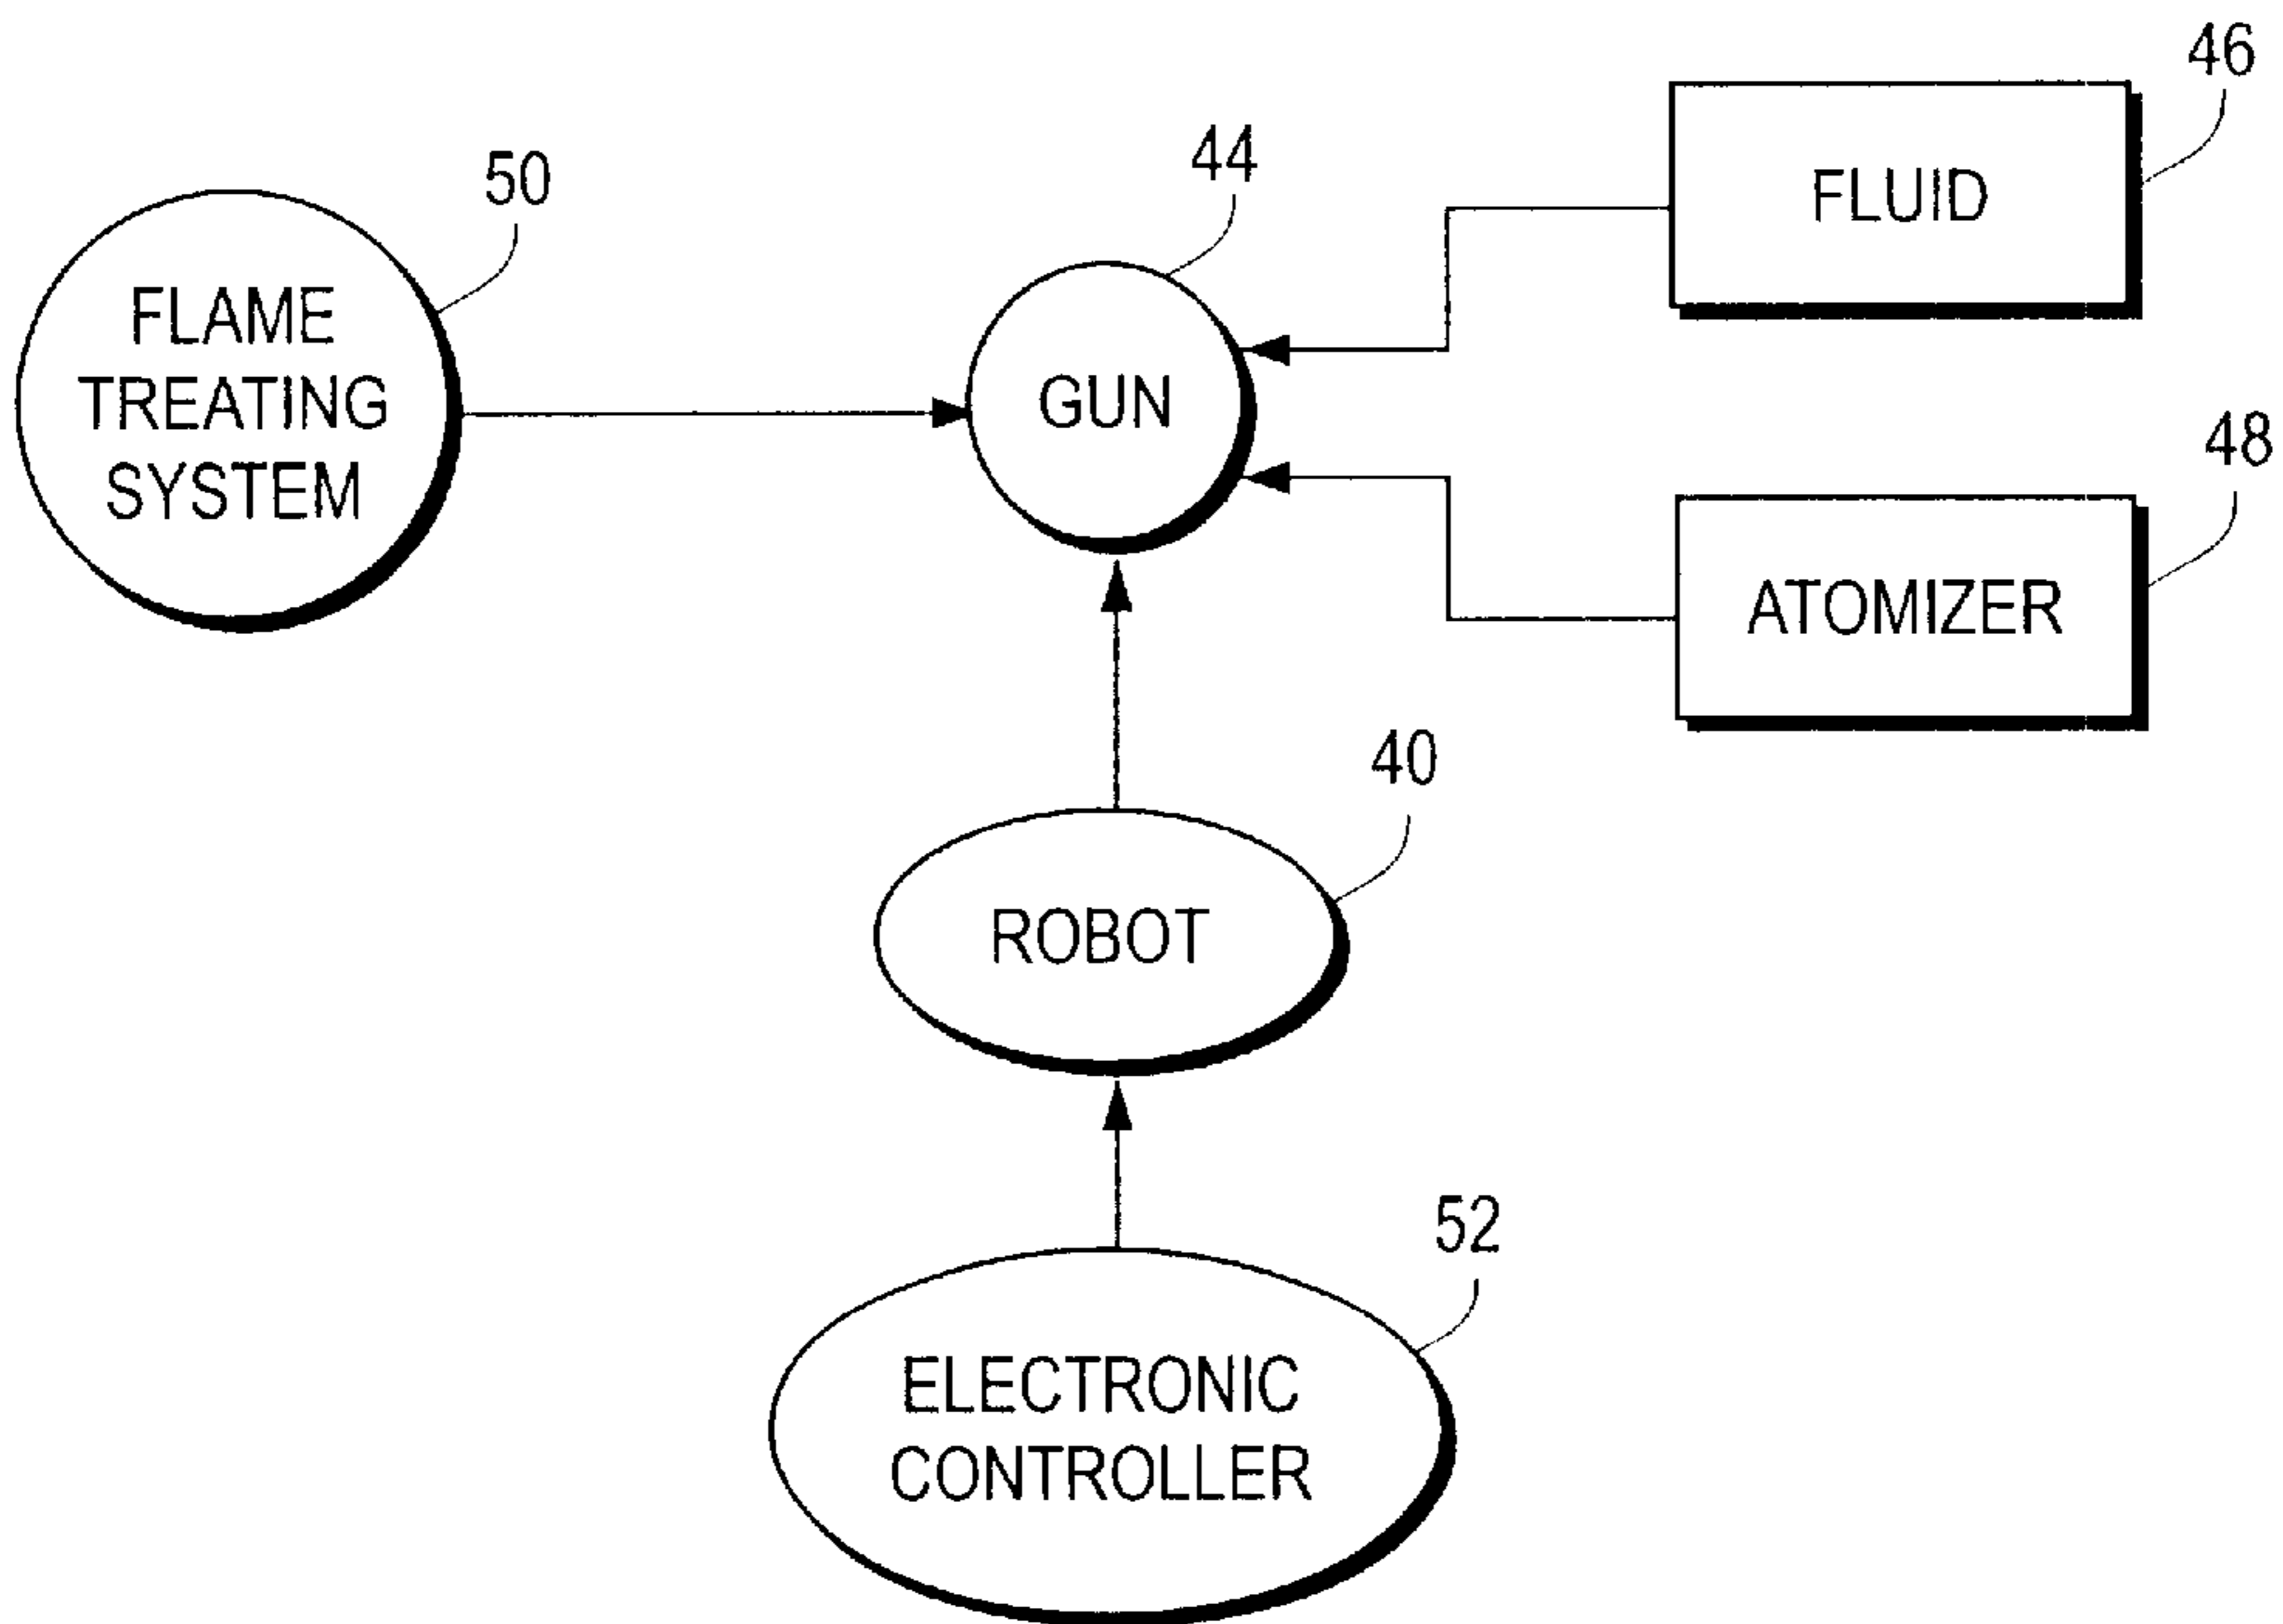 46
44
50
FLUID
FLAME
TREATING
SYSTEM
GUN
48
ATOMIZER
40
ROBOT
52
ELECTRONIC
CONTROLLER